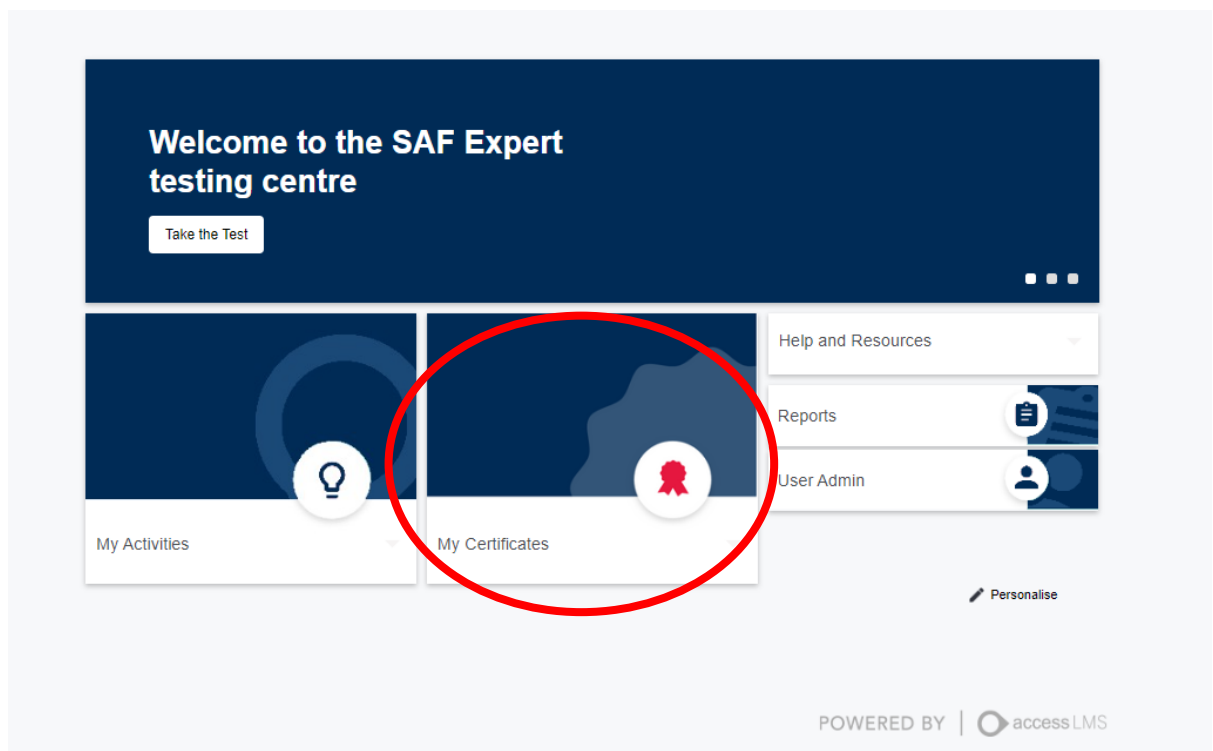 Welcome to the SAF Expert
testing centre
Take the Test
My Activities
My Certificates
Help and Resources
Reports
User Admin
Personalise
POWERED BY access LMS